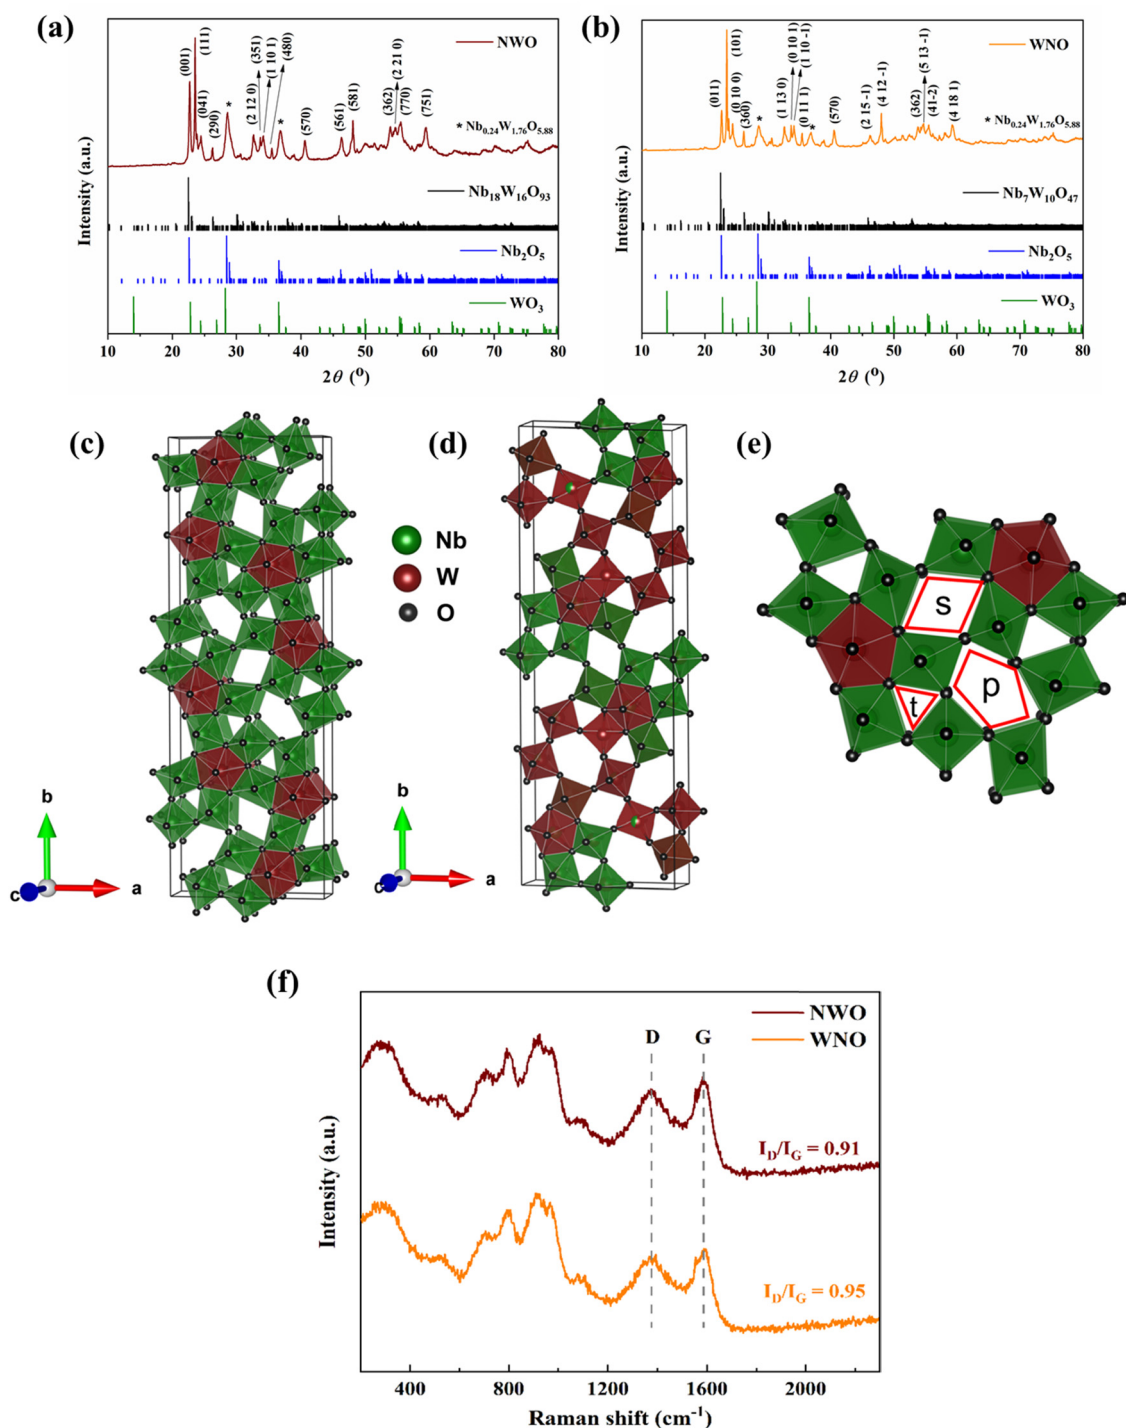 (a)
NWO
(001)
(111)
(041)
(290)
*
(2 12 0)
(351)
(1 10 1)
(480)
*
(570)
(561)
(581)
(362)
(2 21 0)
(770)
(751)
* Nb0.24W1.76O5.88
Nb18W16O93
Nb2O5
WO3
Intensity (a.u.)
10 20 30 40 50 60 70 80
2θ (o)
(b)
WNO
(011)
(101)
(0 10 0)
(360)
*
(1 13 0)
(0 10 1)
(1 10 -1)
(0 11 1)
*
(570)
(2 15 -1)
(4 12 -1)
(362)
(5 13 -1)
(41-2)
(4 18 1)
* Nb0.24W1.76O5.88
Nb7W10O47
Nb2O5
WO3
Intensity (a.u.)
10 20 30 40 50 60 70 80
2θ (o)
(c)
b
a
c
(d)
Nb
W
O
b
a
c
(e)
s
p
t
(f)
NWO
WNO
D
G
ID/IG = 0.91
ID/IG = 0.95
Intensity (a.u.)
400 800 1200 1600 2000
Raman shift (cm-1)